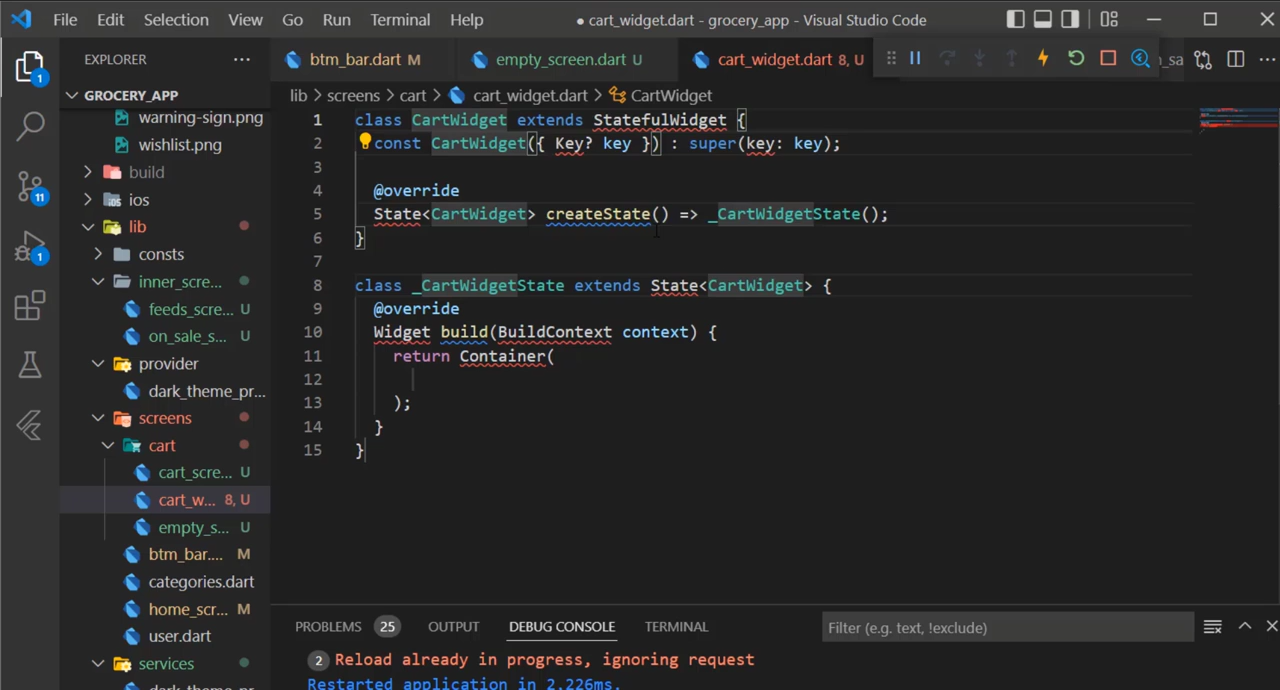 File Edit Selection View Go Run Terminal Help ● cart_widget.dart - grocery_app - Visual Studio Code
EXPLORER ...
btm_bar.dart M empty_screen.dart U cart_widget.dart 8, U n_sa ...
GROCERY_APP
lib > screens > cart > cart_widget.dart > CartWidget
warning-sign.png
wishlist.png
build
ios
lib
consts
inner_scre...
feeds_scre... U
on_sale_s... U
provider
dark_theme_pr...
screens
cart
cart_scre... U
cart_w... 8, U
empty_s... U
btm_bar.... M
categories.dart
home_scr... M
user.dart
services
1
11
1
1 class CartWidget extends StatefulWidget {
2 const CartWidget({ Key? key }) : super(key: key);
3
4 @override
5 State<CartWidget> createState() => _CartWidgetState();
6 }
7
8 class _CartWidgetState extends State<CartWidget> {
9 @override
10 Widget build(BuildContext context) {
11 return Container(
12
13 );
14 }
15 }
PROBLEMS 25 OUTPUT DEBUG CONSOLE TERMINAL Filter (e.g. text, !exclude)
2 Reload already in progress, ignoring request
Restarted application in 2.226ms.